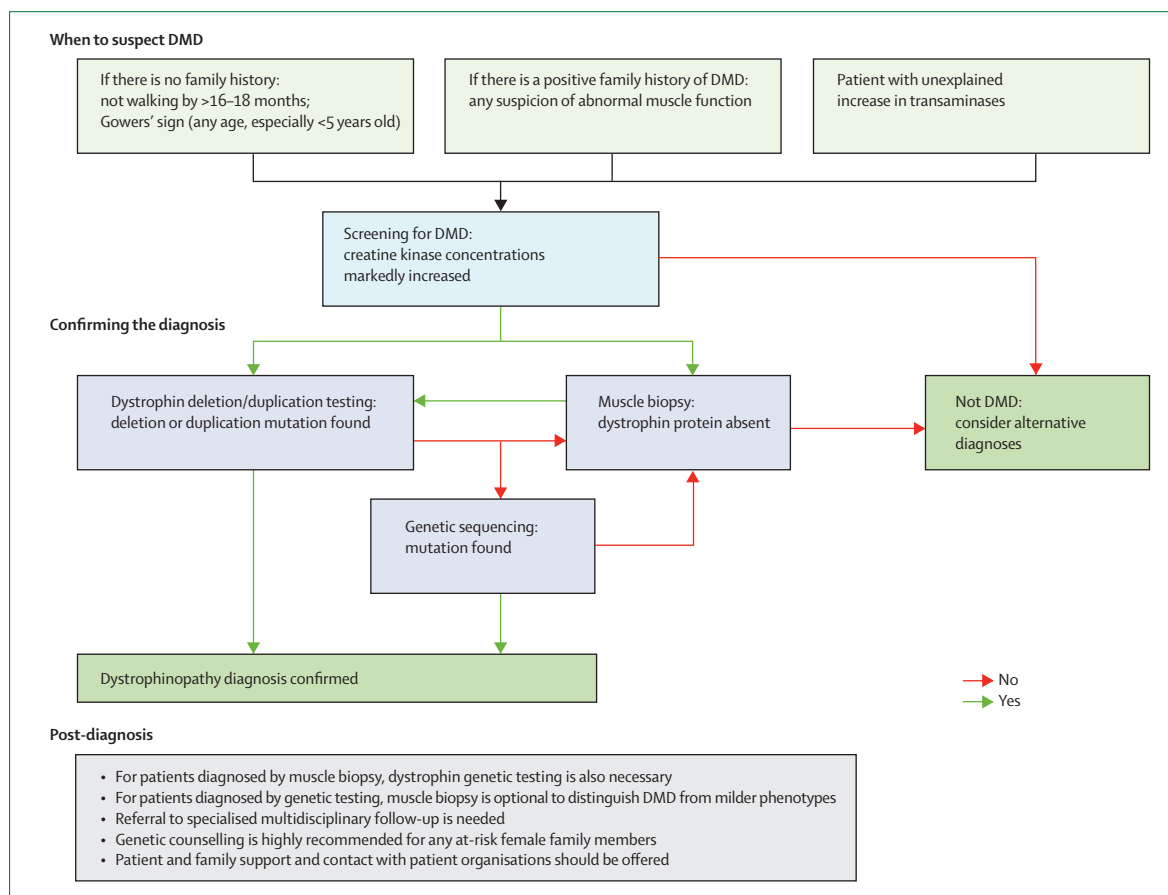 When to suspect DMD
If there is no family history:
not walking by >16–18 months;
Gowers’ sign (any age, especially <5 years old)
If there is a positive family history of DMD:
any suspicion of abnormal muscle function
Patient with unexplained
increase in transaminases
Screening for DMD:
creatine kinase concentrations
markedly increased
Confirming the diagnosis
Dystrophin deletion/duplication testing:
deletion or duplication mutation found
Muscle biopsy:
dystrophin protein absent
Not DMD:
consider alternative
diagnoses
Genetic sequencing:
mutation found
Dystrophinopathy diagnosis confirmed
No
Yes
Post-diagnosis
• For patients diagnosed by muscle biopsy, dystrophin genetic testing is also necessary
• For patients diagnosed by genetic testing, muscle biopsy is optional to distinguish DMD from milder phenotypes
• Referral to specialised multidisciplinary follow-up is needed
• Genetic counselling is highly recommended for any at-risk female family members
• Patient and family support and contact with patient organisations should be offered